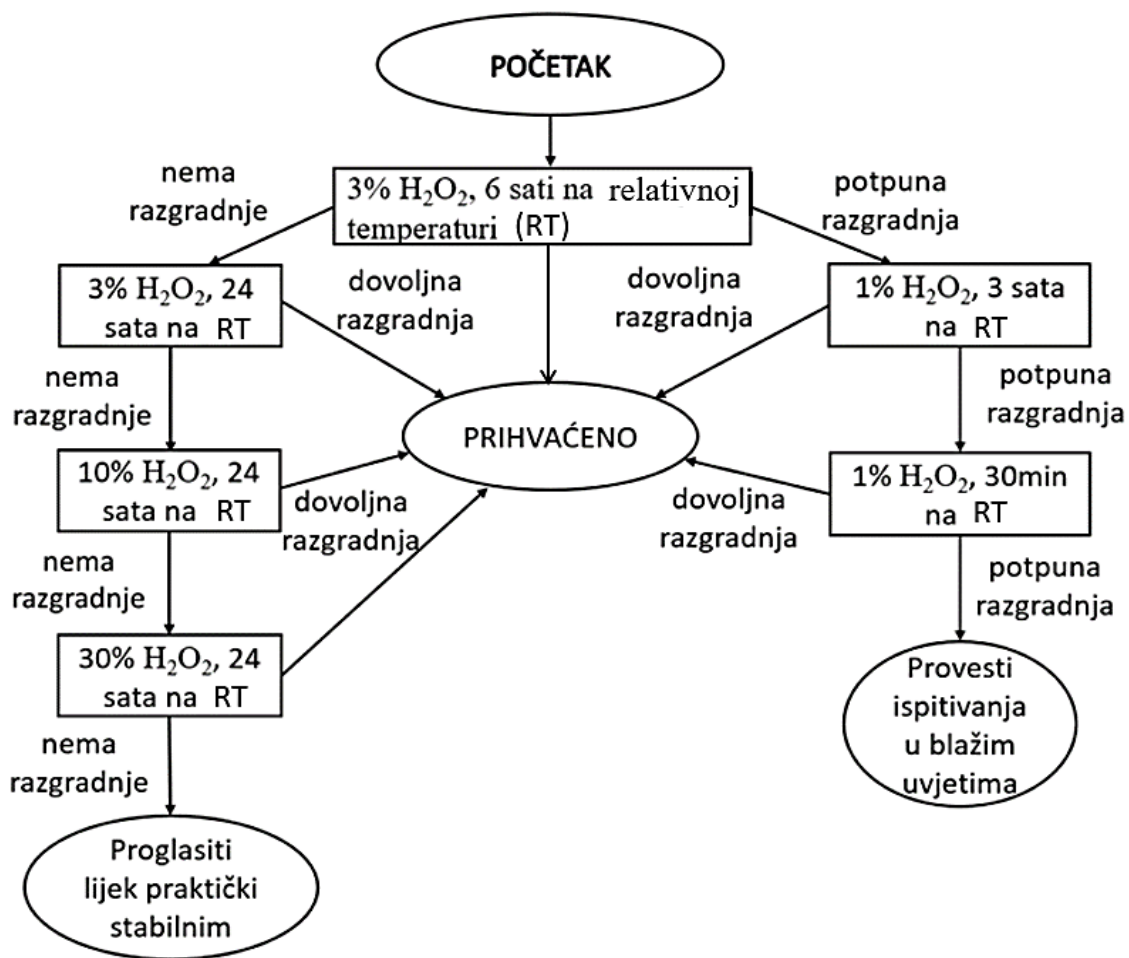 POČETAK
nema
razgradnje
3% H₂O₂, 6 sati na relativnoj
temperaturi (RT)
potpuna
razgradnja
3% H₂O₂, 24
sata na RT
dovoljna
razgradnja
dovoljna
razgradnja
1% H₂O₂, 3 sata
na RT
nema
razgradnje
PRIHVAĆENO
potpuna
razgradnja
10% H₂O₂, 24
sata na RT
dovoljna
razgradnja
dovoljna
razgradnja
1% H₂O₂, 30min
na RT
nema
razgradnje
potpuna
razgradnja
30% H₂O₂, 24
sata na RT
Provesti
ispitivanja
u blažim
uvjetima
nema
razgradnje
Proglasiti
lijek praktički
stabilnim